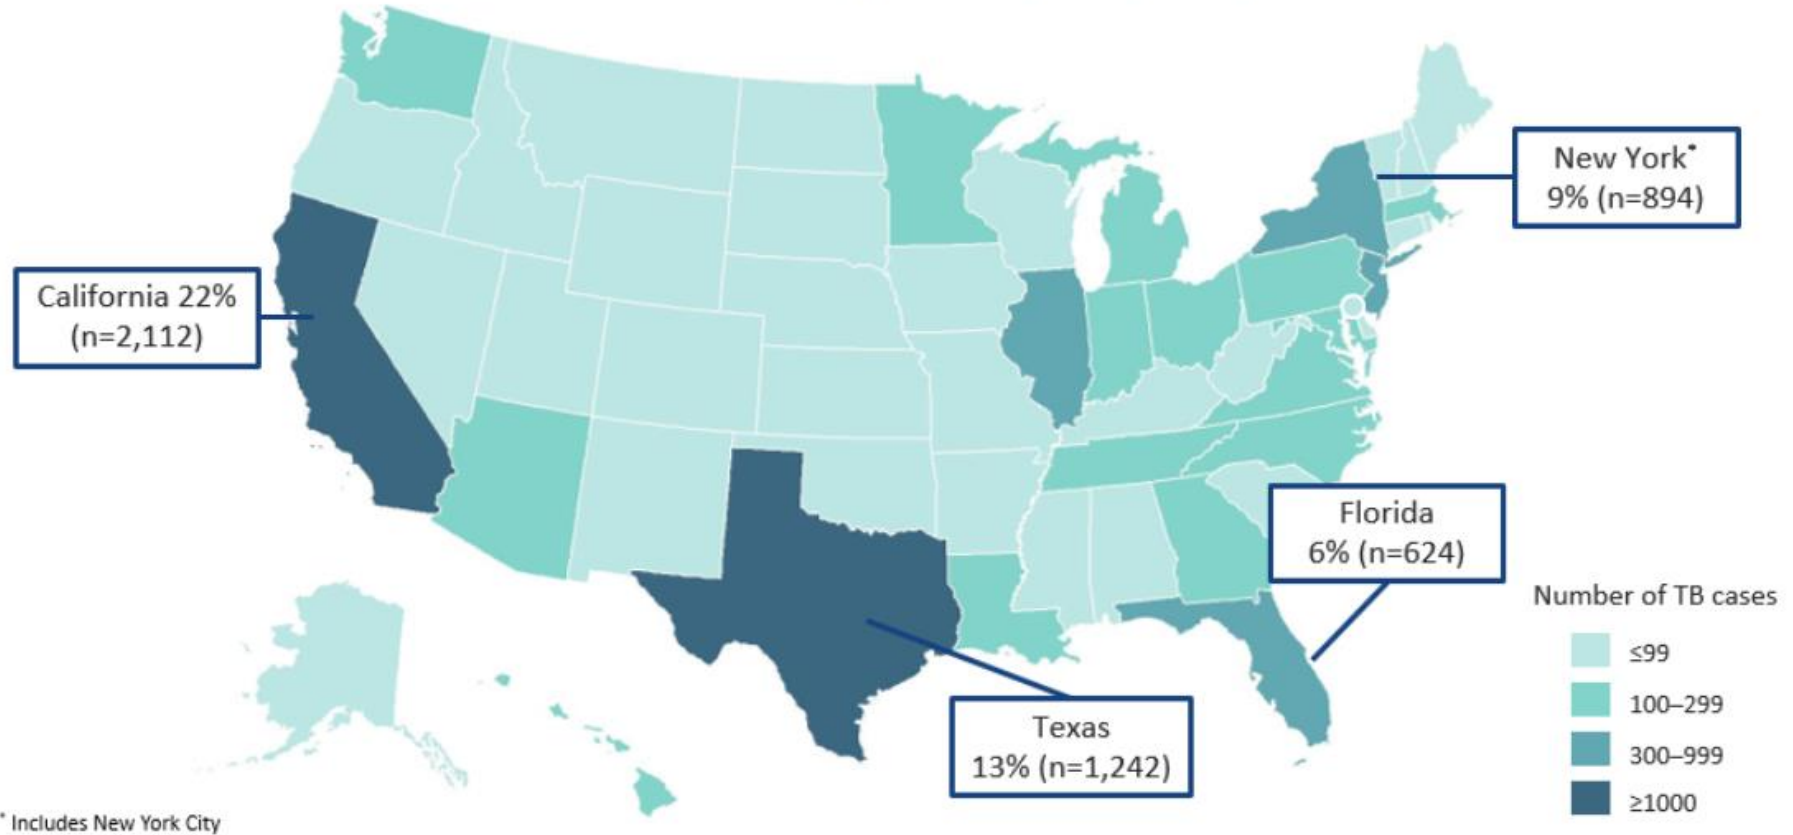 New York*
9% (n=894)
California 22%
(n=2,112)
Florida
6% (n=624)
Texas
13% (n=1,242)
Number of TB cases
≤99
100–299
300–999
≥1000
* Includes New York City